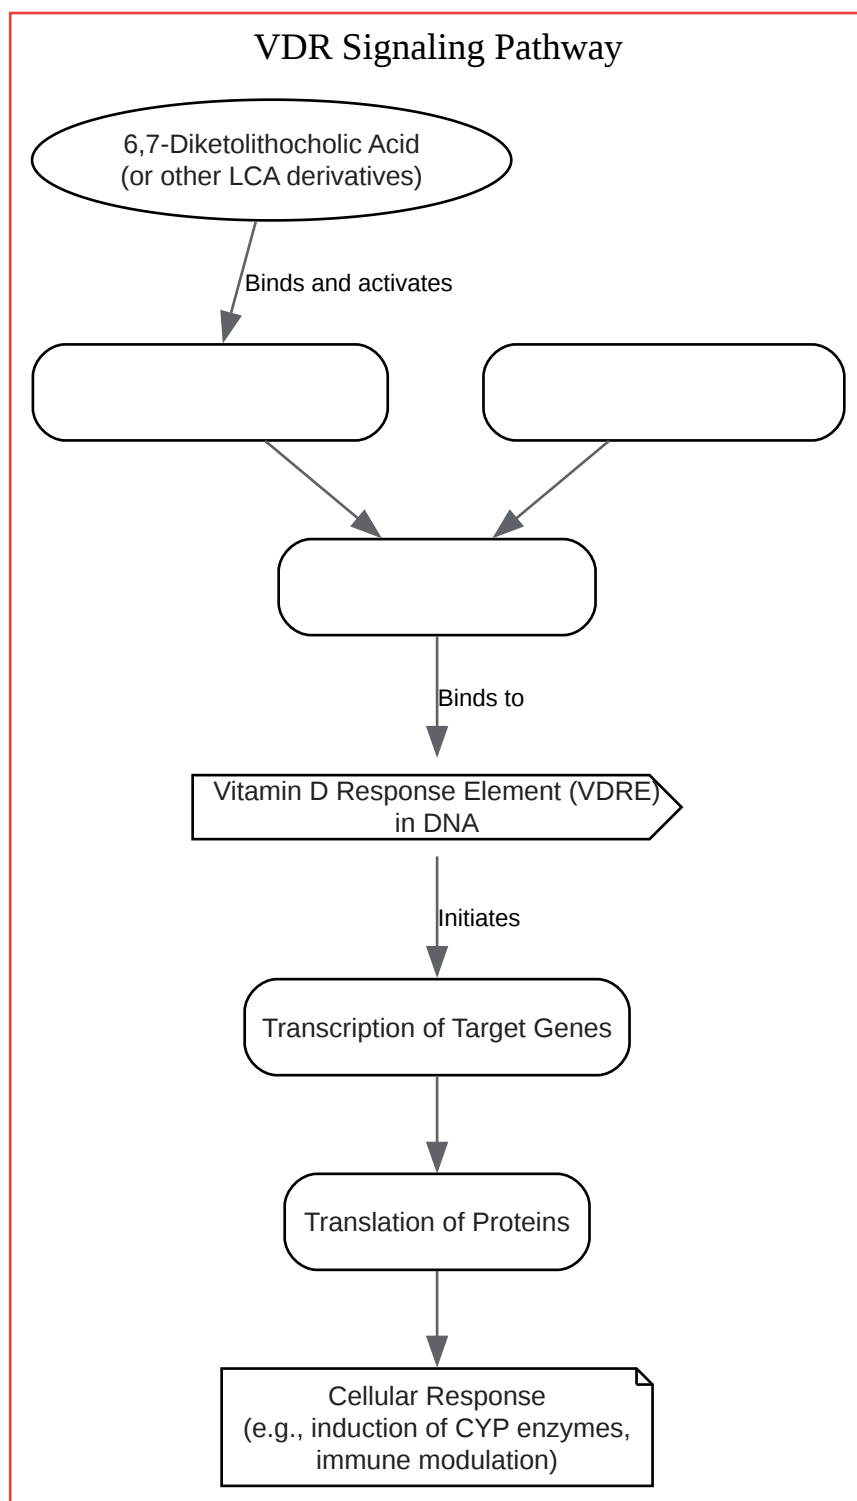 VDR Signaling Pathway
6,7-Diketolithocholic Acid
(or other LCA derivatives)
Binds and activates
Binds to
Vitamin D Response Element (VDRE)
in DNA
Initiates
Transcription of Target Genes
Translation of Proteins
Cellular Response
(e.g., induction of CYP enzymes,
immune modulation)